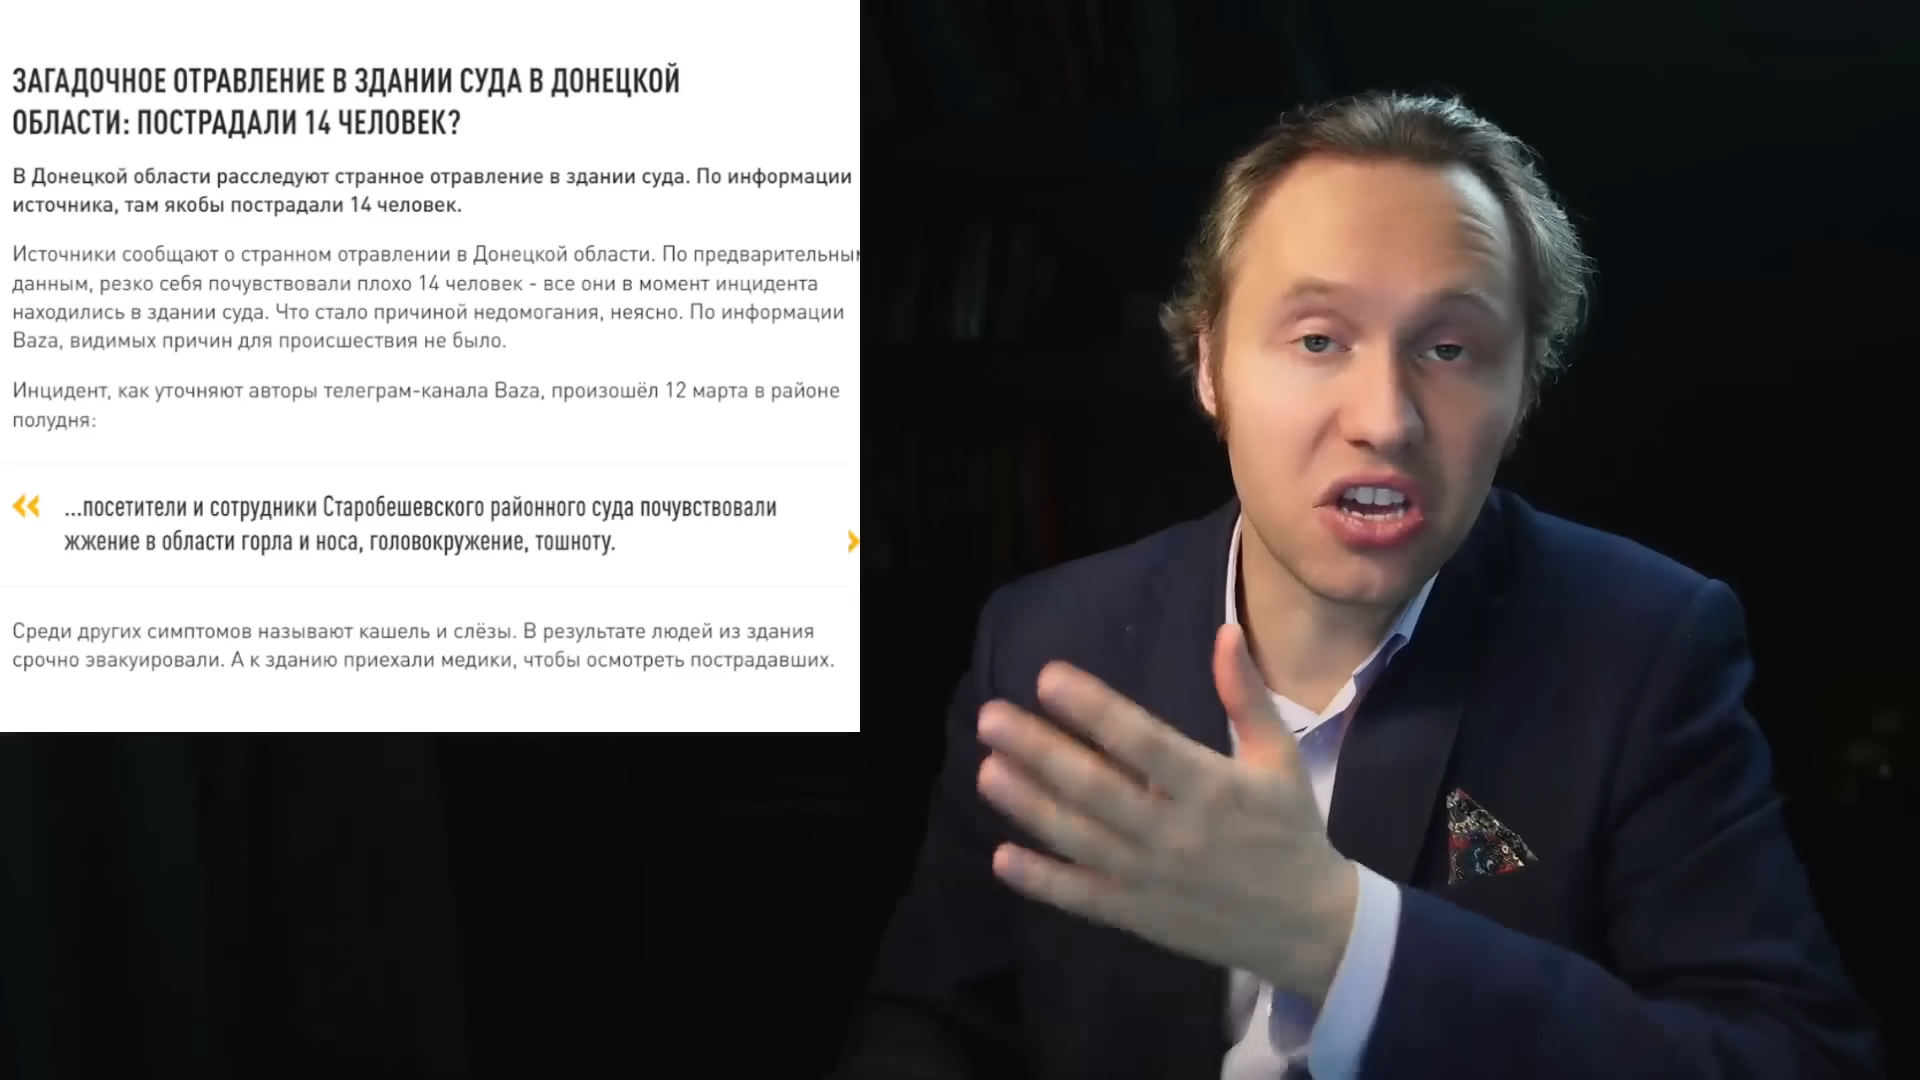 ЗАГАДОЧНОЕ ОТРАВЛЕНИЕ В ЗДАНИИ СУДА В ДОНЕЦКОЙ
ОБЛАСТИ: ПОСТРАДАЛИ 14 ЧЕЛОВЕК?
В Донецкой области расследуют странное отравление в здании суда. По информации
источника, там якобы пострадали 14 человек.
Источники сообщают о странном отравлении в Донецкой области. По предварительны
данным, резко себя почувствовали плохо 14 человек - все они в момент инцидента
находились в здании суда. Что стало причиной недомогания, неясно. По информации
Baza, видимых причин для происшествия не было.
Инцидент, как уточняют авторы телеграм-канала Baza, произошёл 12 марта в районе
полудня:
« ...посетители и сотрудники Старобешевского районного суда почувствовали
жжение в области горла и носа, головокружение, тошноту.
Среди других симптомов называют кашель и слёзы. В результате людей из здания
срочно эвакуировали. А к зданию приехали медики, чтобы осмотреть пострадавших.